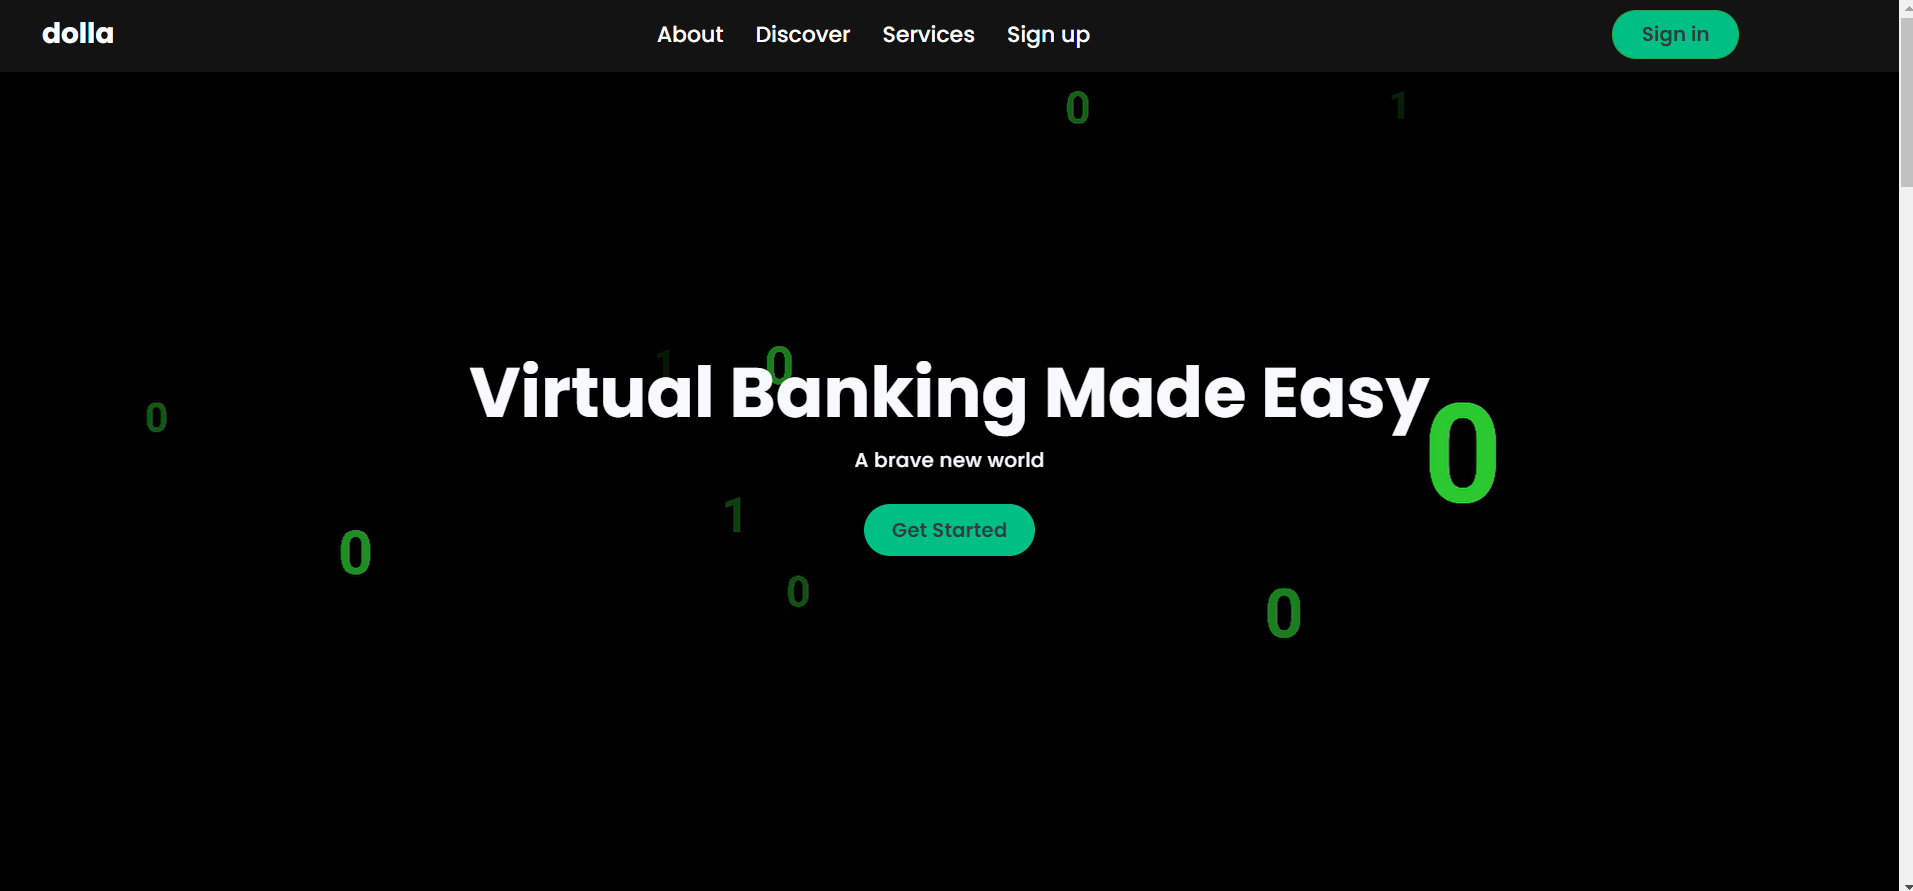 dolla
About Discover Services Sign up
Sign in
0 1
1 0
Virtual Banking Made Easy
0
0
A brave new world
1
Get Started
0
0
0